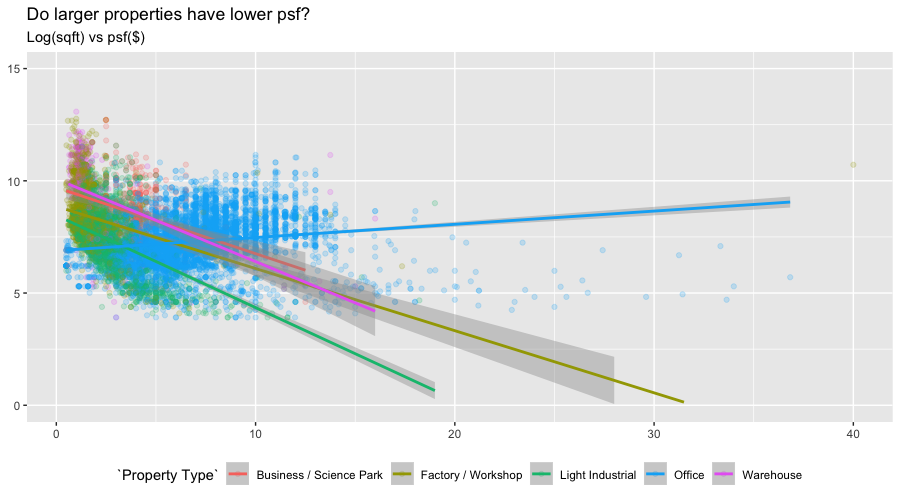 Do larger properties have lower psf?
Log(sqft) vs psf($)
15
10
5
0
0 10 20 30 40
`Property Type` Business / Science Park Factory / Workshop Light Industrial Office Warehouse